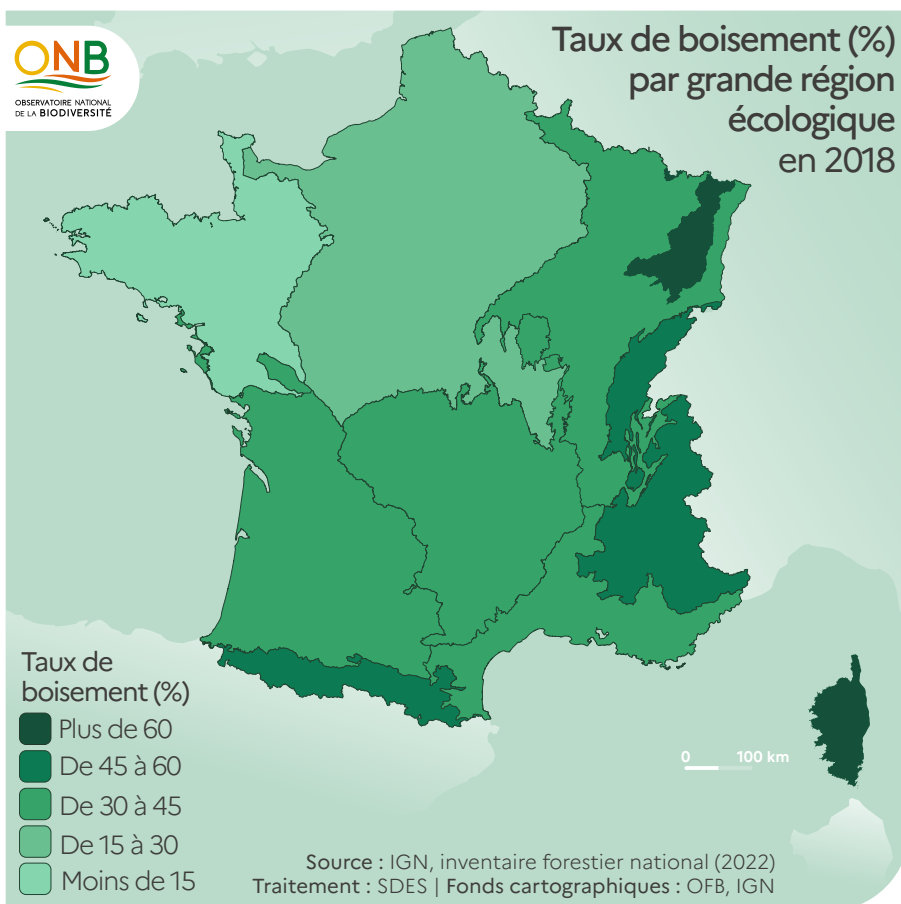 ONB
OBSERVATOIRE NATIONAL
DE LA BIODIVERSITÉ
Taux de boisement (%)
par grande région
écologique
en 2018
Taux de
boisement (%)
Plus de 60
De 45 à 60
De 30 à 45
De 15 à 30
Moins de 15
0 100 km
Source : IGN, inventaire forestier national (2022)
Traitement : SDES | Fonds cartographiques : OFB, IGN